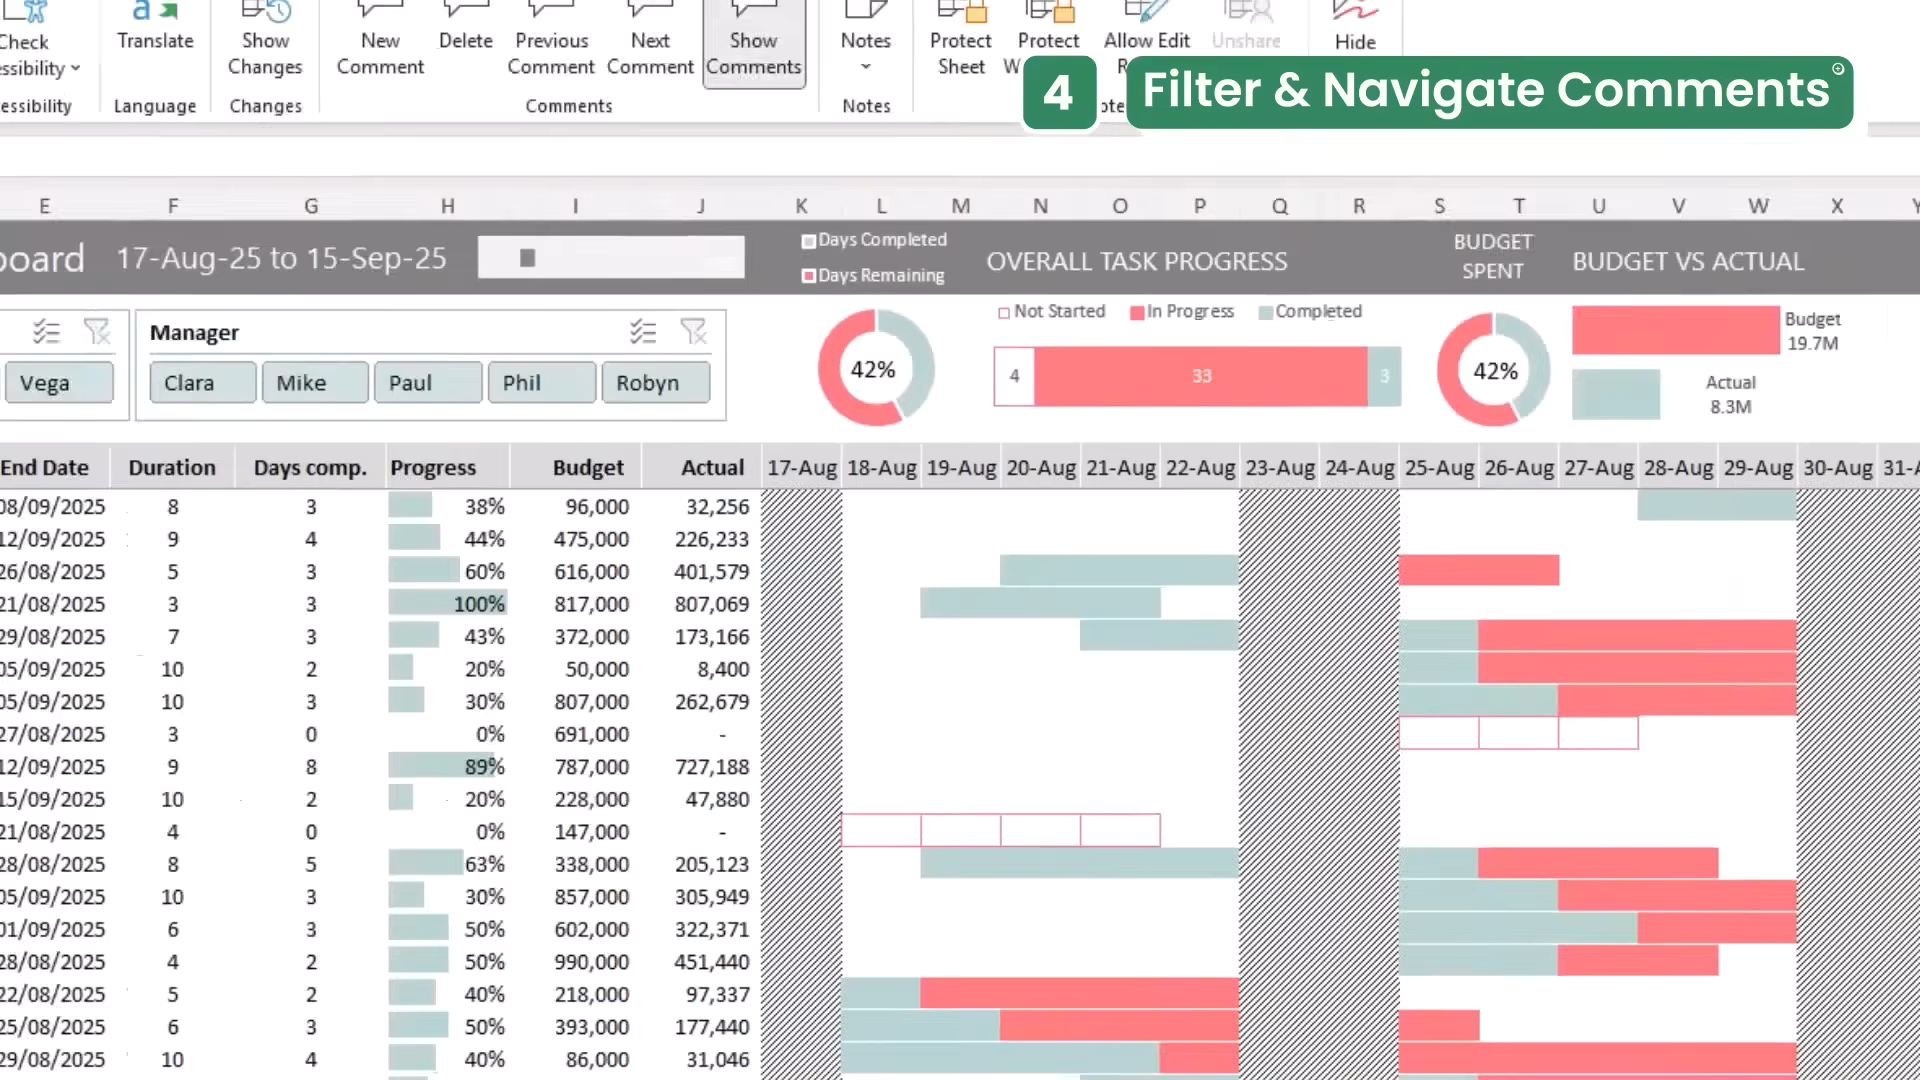 Check
ssibility
essibility
Translate
Language
Show
Changes
Changes
New
Comment
Delete
Previous
Comment
Next
Comment
Show
Comments
Comments
Notes
Notes
Protect
Sheet
Protect
W
Allow Edit
R
Unshare
Hide
4
Filter & Navigate Comments
E F G H I J K L M N O P Q R S T U V W X Y
board
17-Aug-25 to 15-Sep-25
Days Completed
Days Remaining
OVERALL TASK PROGRESS
BUDGET
SPENT
BUDGET VS ACTUAL
Vega
Manager
Clara Mike Paul Phil Robyn
42%
Not Started In Progress Completed
4 33 3
42%
Budget
19.7M
Actual
8.3M
End Date Duration Days comp. Progress Budget Actual 17-Aug 18-Aug 19-Aug 20-Aug 21-Aug 22-Aug 23-Aug 24-Aug 25-Aug 26-Aug 27-Aug 28-Aug 29-Aug 30-Aug 31-A
08/09/2025 8 3 38% 96,000 32,256
12/09/2025 9 4 44% 475,000 226,233
26/08/2025 5 3 60% 616,000 401,579
21/08/2025 3 3 100% 817,000 807,069
29/08/2025 7 3 43% 372,000 173,166
05/09/2025 10 2 20% 50,000 8,400
05/09/2025 10 3 30% 807,000 262,679
27/08/2025 3 0 0% 691,000 -
12/09/2025 9 8 89% 787,000 727,188
15/09/2025 10 2 20% 228,000 47,880
21/08/2025 4 0 0% 147,000 -
28/08/2025 8 5 63% 338,000 205,123
05/09/2025 10 3 30% 857,000 305,949
01/09/2025 6 3 50% 602,000 322,371
28/08/2025 4 2 50% 990,000 451,440
22/08/2025 5 2 40% 218,000 97,337
25/08/2025 6 3 50% 393,000 177,440
29/08/2025 10 4 40% 86,000 31,046